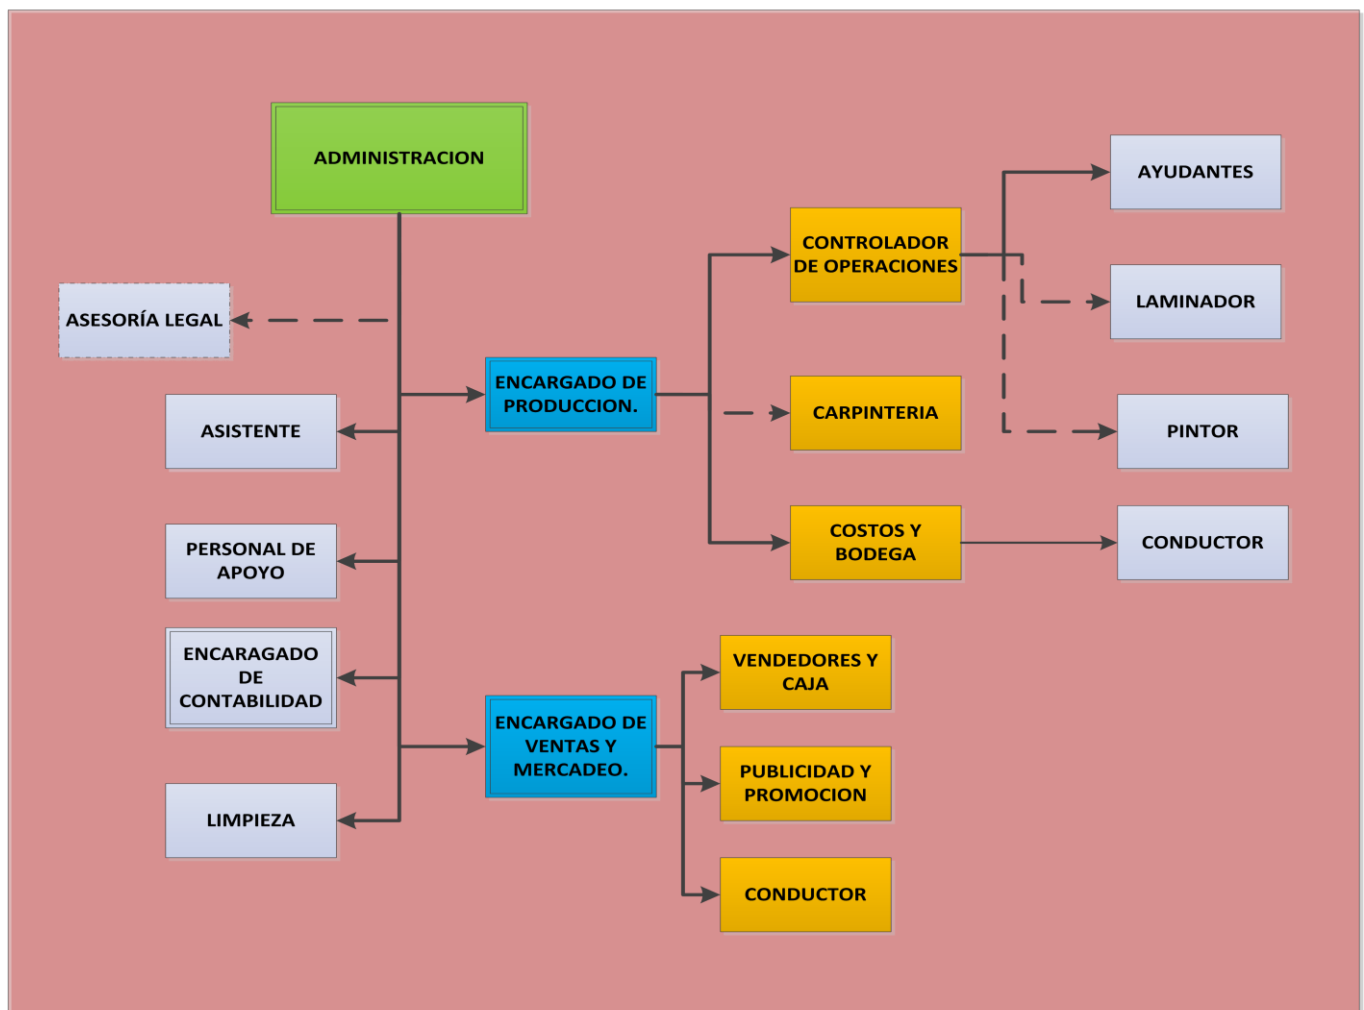 ADMINISTRACION
ASESORÍA LEGAL
ASISTENTE
PERSONAL DE
APOYO
ENCARAGADO
DE
CONTABILIDAD
LIMPIEZA
ENCARGADO DE
PRODUCCION.
ENCARGADO DE
VENTAS Y
MERCADEO.
CONTROLADOR
DE OPERACIONES
CARPINTERIA
COSTOS Y
BODEGA
VENDEDORES Y
CAJA
PUBLICIDAD Y
PROMOCION
CONDUCTOR
AYUDANTES
LAMINADOR
PINTOR
CONDUCTOR